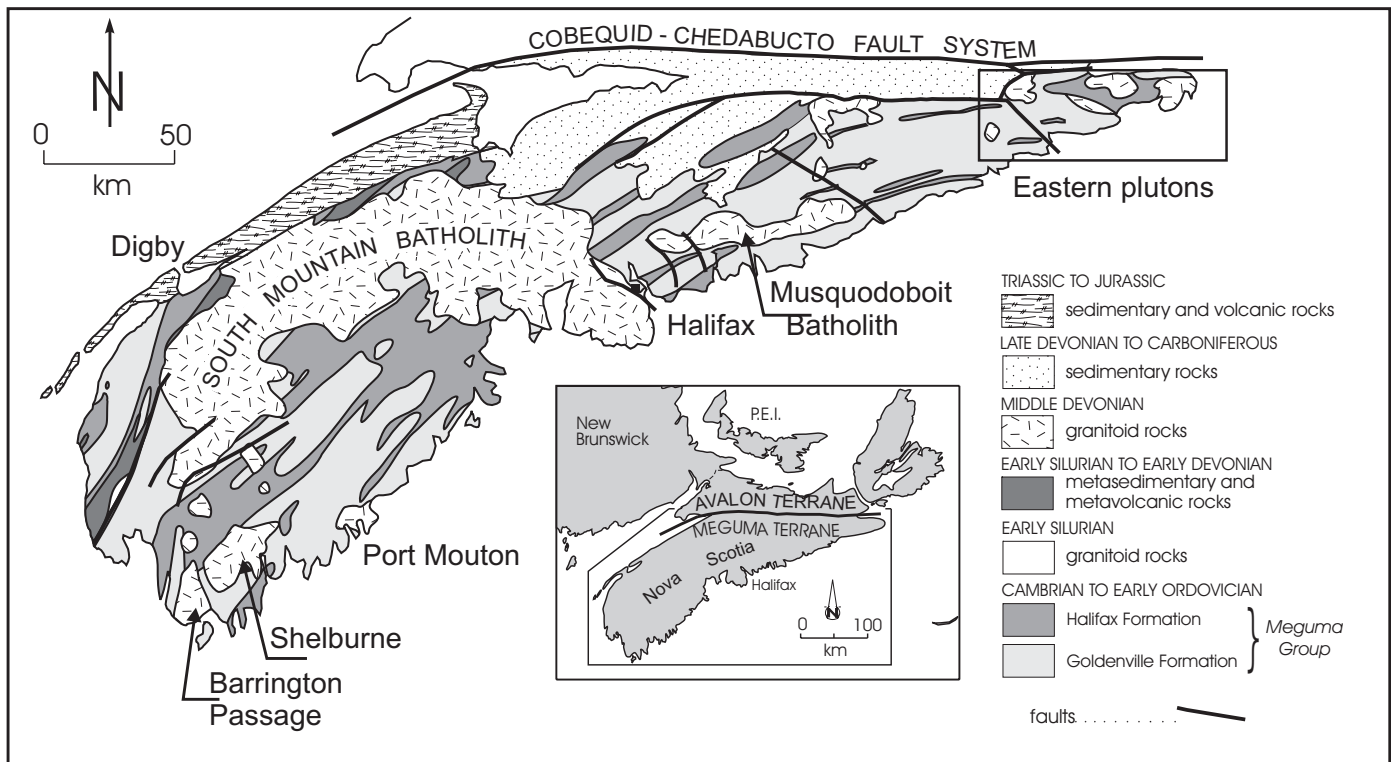 COBEQUID - CHEDABUCTO FAULT SYSTEM
N
0 50
km
Eastern plutons
Digby
SOUTH MOUNTAIN BATHOLITH
Musquodoboit
Batholith
Halifax
Port Mouton
Shelburne
Barrington
Passage
New
Brunswick
P.E.I.
AVALON TERRANE
MEGUMA TERRANE
Nova Scotia
Halifax
N
0 100
km
TRIASSIC TO JURASSIC
sedimentary and volcanic rocks
LATE DEVONIAN TO CARBONIFEROUS
sedimentary rocks
MIDDLE DEVONIAN
granitoid rocks
EARLY SILURIAN TO EARLY DEVONIAN
metasedimentary and
metavolcanic rocks
EARLY SILURIAN
granitoid rocks
CAMBRIAN TO EARLY ORDOVICIAN
Halifax Formation
Goldenville Formation
Meguma
Group
faults . . . . . . . . . .